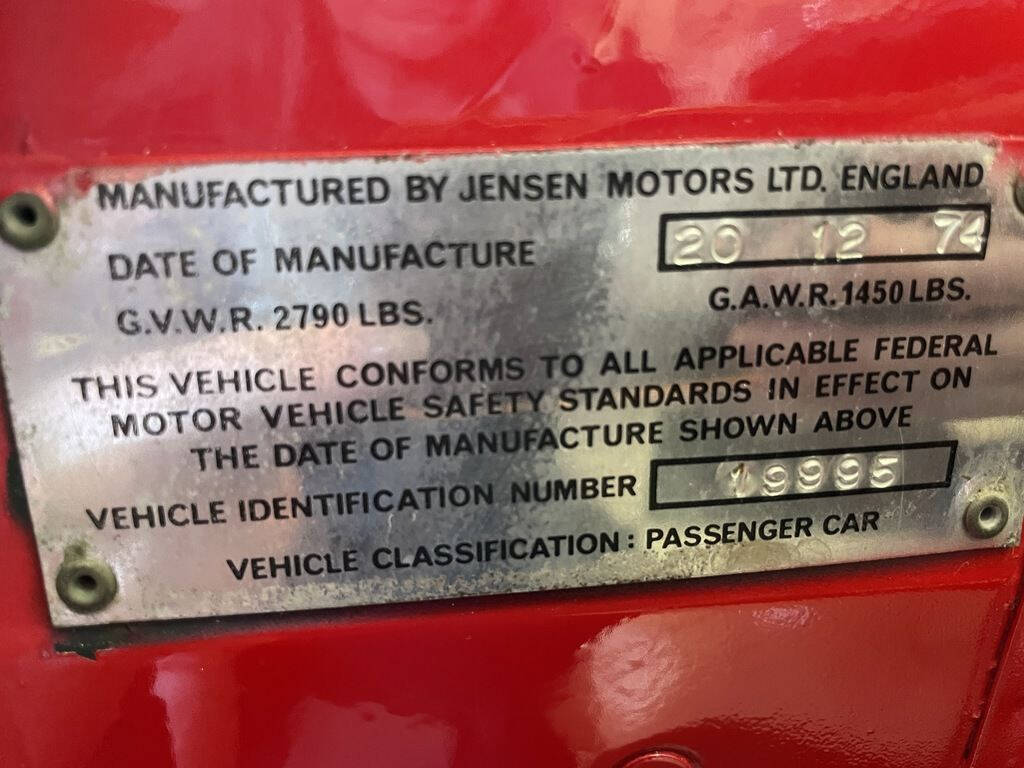 MANUFACTURED BY JENSEN MOTORS LTD. ENGLAND
DATE OF MANUFACTURE 20 12 74
G.V.W.R. 2790 LBS. G.A.W.R. 1450 LBS.
THIS VEHICLE CONFORMS TO ALL APPLICABLE FEDERAL
MOTOR VEHICLE SAFETY STANDARDS IN EFFECT ON
THE DATE OF MANUFACTURE SHOWN ABOVE
VEHICLE IDENTIFICATION NUMBER 19995
VEHICLE CLASSIFICATION: PASSENGER CAR